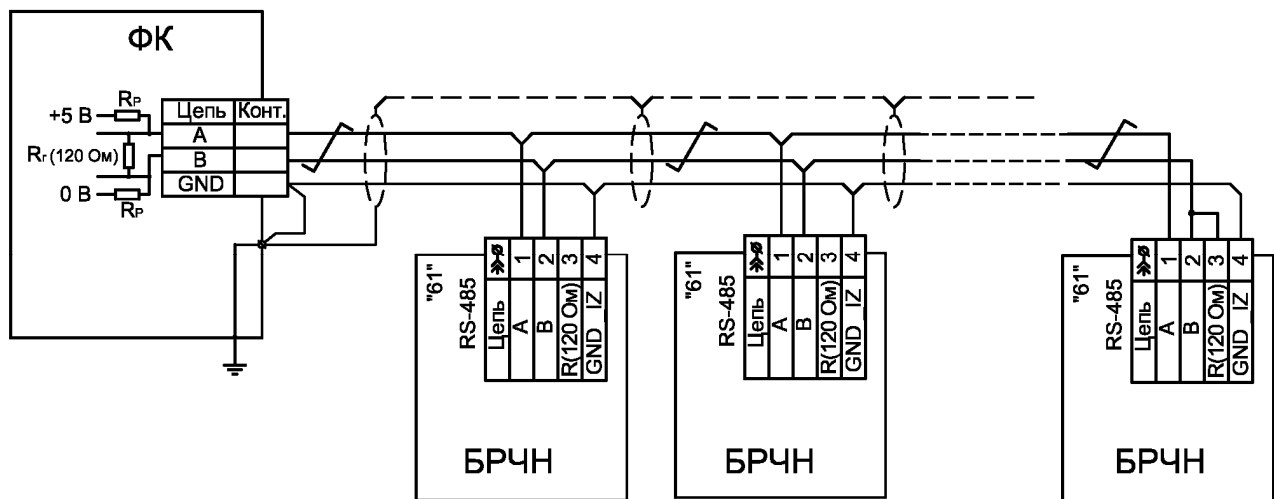 ФК
+5 В
Rр
Цепь Конт.
A
Rг (120 Ом)
B
GND
0 В
Rр
"61"
RS-485
Цепь
A 1
B 2
R(120 Ом) 3
GND_IZ 4
БРЧН
"61"
RS-485
Цепь
A 1
B 2
R(120 Ом) 3
GND_IZ 4
БРЧН
"61"
RS-485
Цепь
A 1
B 2
R(120 Ом) 3
GND_IZ 4
БРЧН